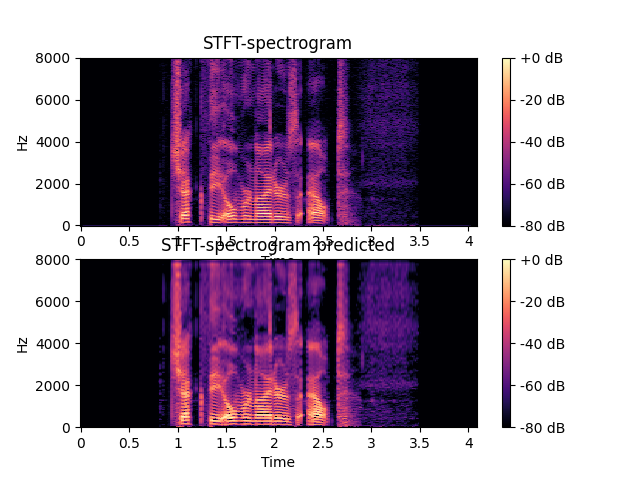 STFT-spectrogram
8000
6000
4000
2000
0
Hz
0 0.5 1 1.5 2 2.5 3 3.5 4
Time
+0 dB
-20 dB
-40 dB
-60 dB
-80 dB
STFT-spectrogram predicted
8000
6000
4000
2000
0
Hz
0 0.5 1 1.5 2 2.5 3 3.5 4
Time
+0 dB
-20 dB
-40 dB
-60 dB
-80 dB